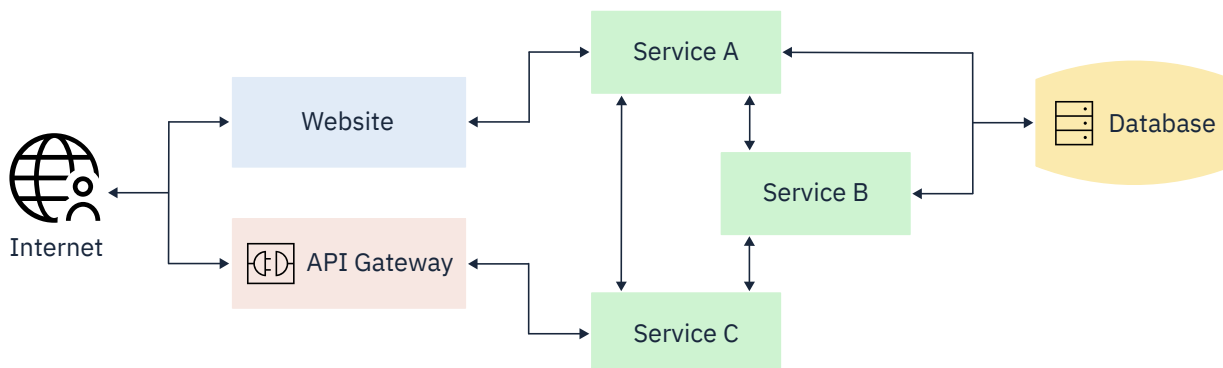 Service A
Website
Database
Service B
Internet
API Gateway
Service C